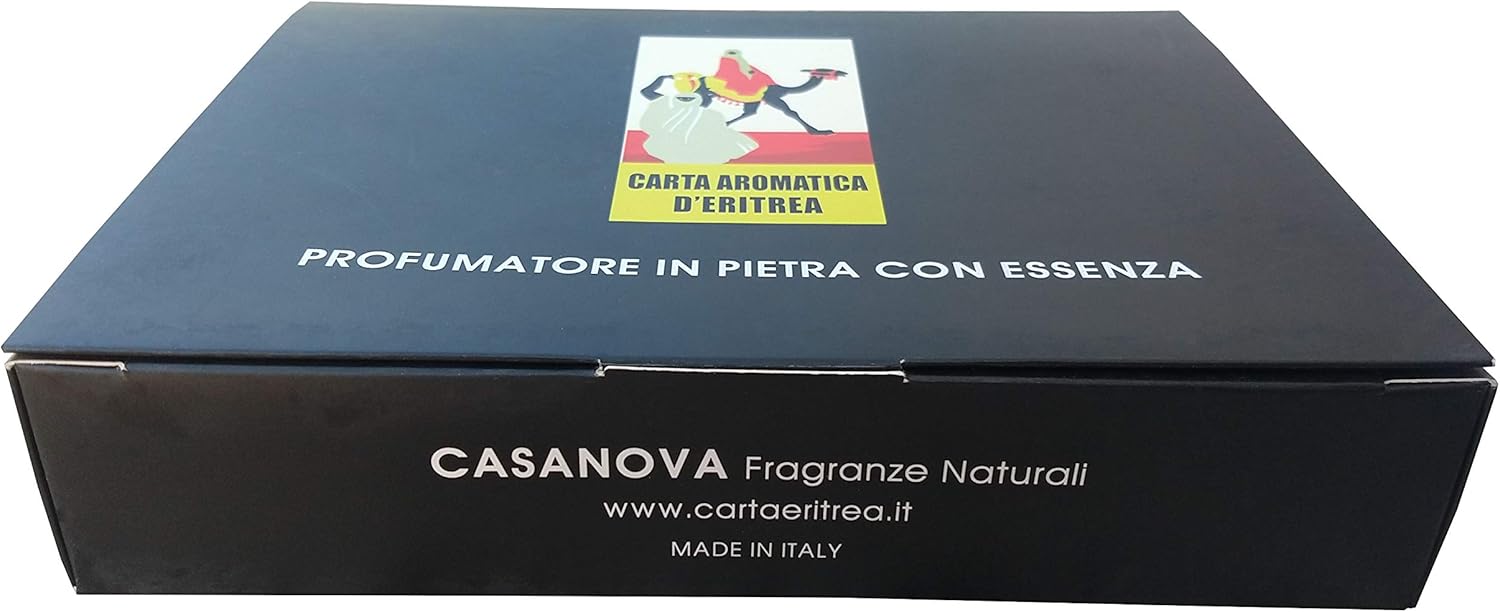 CARTA AROMATICA
D'ERITREA
PROFUMATORE IN PIETRA CON ESSENZA
CASANOVA Fragranze Naturali
www.cartaeritrea.it
MADE IN ITALY